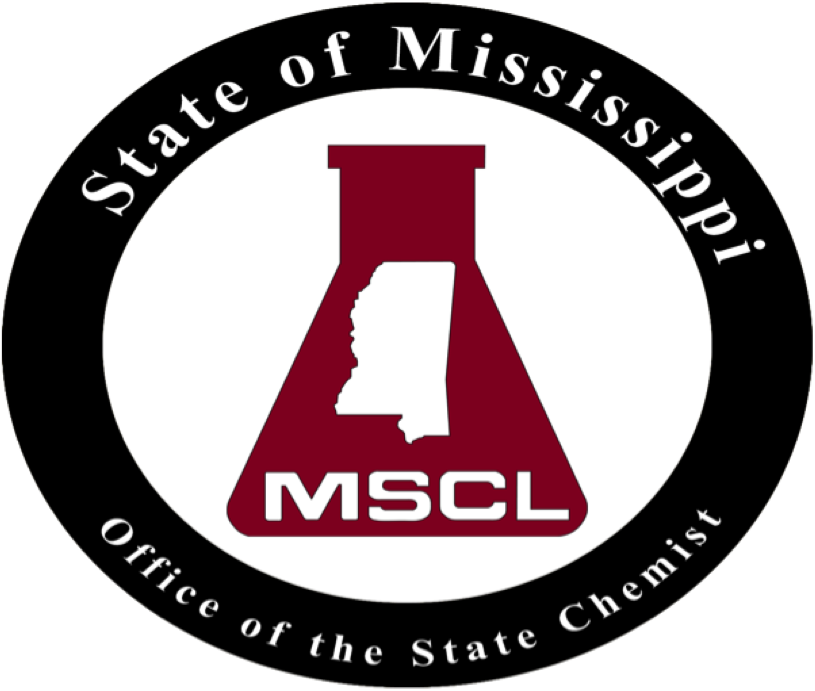 State of Mississippi
MSCL
Office of the State Chemist